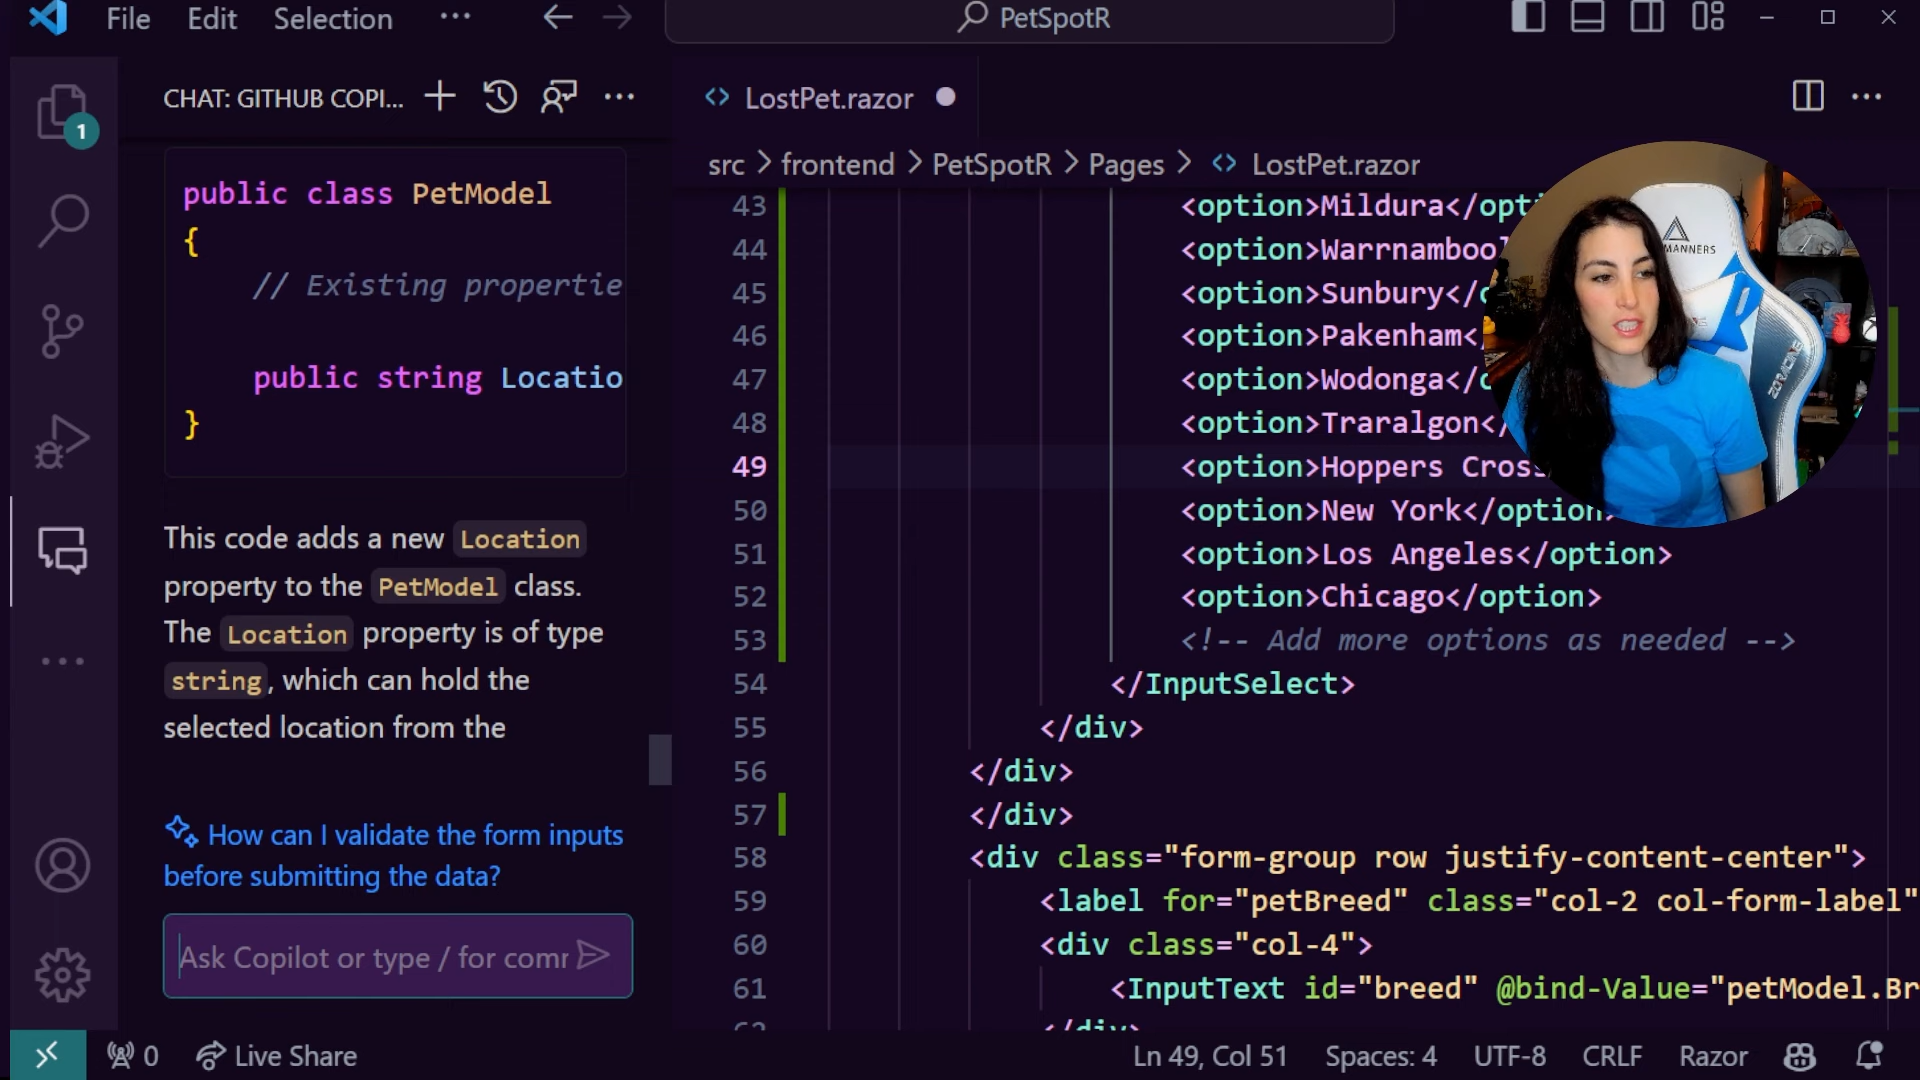 File Edit Selection ···
PetSpotR
CHAT: GITHUB COPI...
1
public class PetModel
{
// Existing propertie
public string Locatio
}
This code adds a new Location
property to the PetModel class.
The Location property is of type
string, which can hold the
selected location from the
How can I validate the form inputs
before submitting the data?
Ask Copilot or type / for comr
LostPet.razor
src > frontend > PetSpotR > Pages > LostPet.razor
43 <option>Mildura</opt
44 <option>Warrnambool
45 <option>Sunbury</
46 <option>Pakenham<
47 <option>Wodonga</
48 <option>Traralgon</
49 <option>Hoppers Cross
50 <option>New York</option
51 <option>Los Angeles</option>
52 <option>Chicago</option>
53 <!-- Add more options as needed -->
54 </InputSelect>
55 </div>
56 </div>
57 </div>
58 <div class="form-group row justify-content-center">
59 <label for="petBreed" class="col-2 col-form-label"
60 <div class="col-4">
61 <InputText id="breed" @bind-Value="petModel.Br
62 </div>
MANNERS
0 Live Share
Ln 49, Col 51 Spaces: 4 UTF-8 CRLF Razor